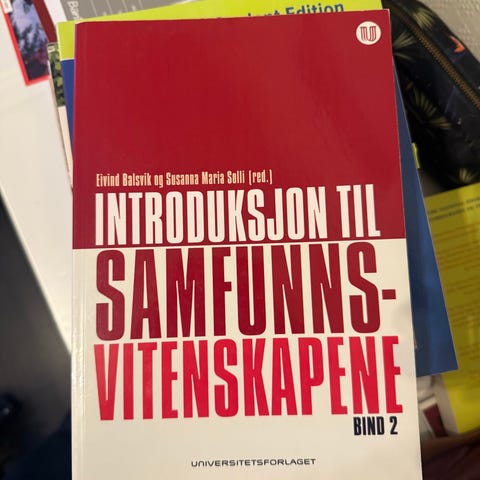 Edition
Eivind Balsvik og Susanna Maria Solli (red.)
INTRODUKSJON TIL
SAMFUNNS-
VITENSKAPENE
BIND 2
UNIVERSITETSFORLAGET